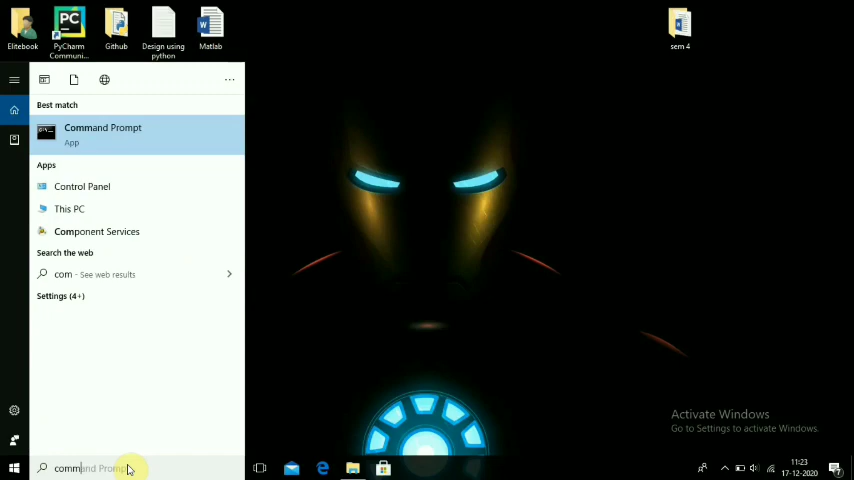 Elitebook
PyCharm
Communi...
Github
Design using
python
Matlab
sem 4
Best match
Command Prompt
App
Apps
Control Panel
This PC
Component Services
Search the web
com - See web results
Settings (4+)
Activate Windows
Go to Settings to activate Windows.
command Prompt
11:23
17-12-2020